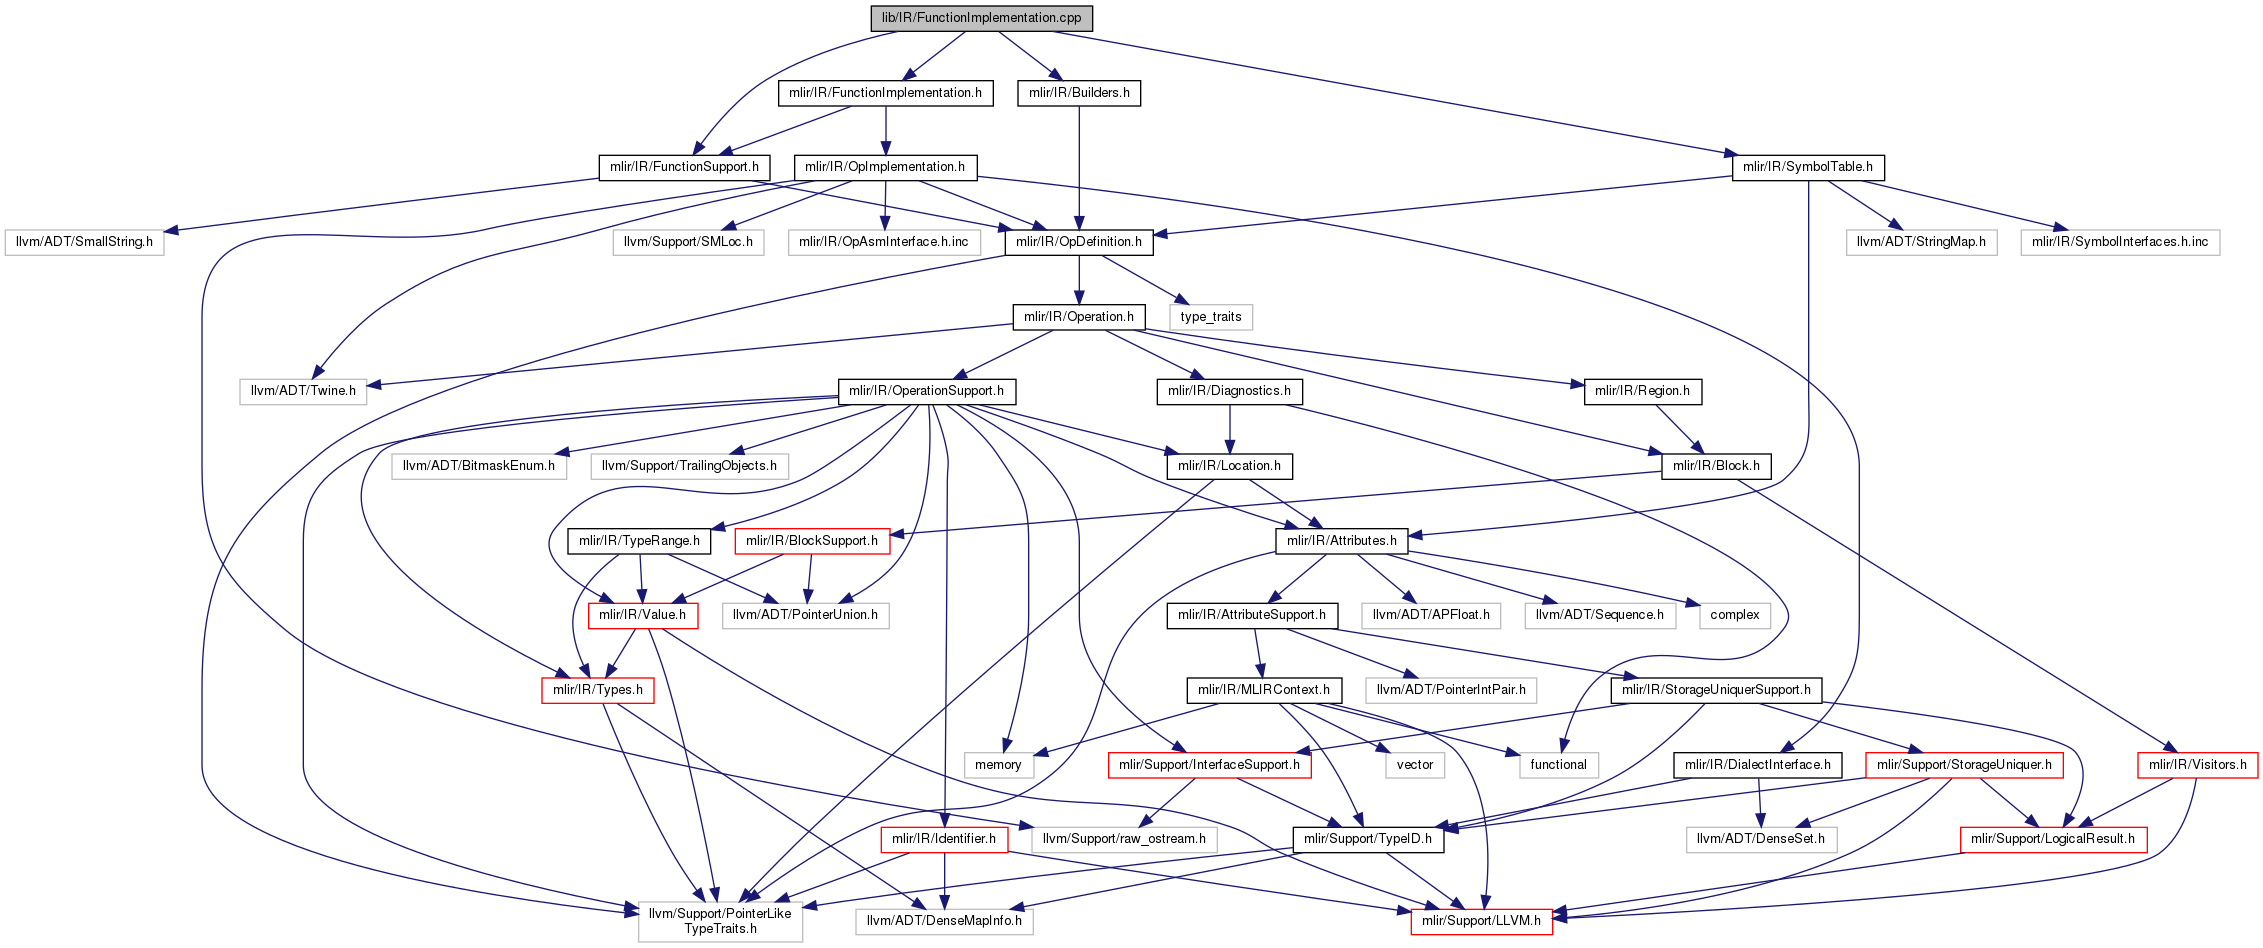 lib/IR/FunctionImplementation.cpp
mlir/IR/FunctionImplementation.h
mlir/IR/Builders.h
mlir/IR/FunctionSupport.h
mlir/IR/OpImplementation.h
mlir/IR/SymbolTable.h
llvm/ADT/SmallString.h
llvm/Support/SMLoc.h
mlir/IR/OpAsmInterface.h.inc
mlir/IR/OpDefinition.h
llvm/ADT/StringMap.h
mlir/IR/SymbolInterfaces.h.inc
mlir/IR/Operation.h
type_traits
llvm/ADT/Twine.h
mlir/IR/OperationSupport.h
mlir/IR/Diagnostics.h
mlir/IR/Region.h
llvm/ADT/BitmaskEnum.h
llvm/Support/TrailingObjects.h
mlir/IR/Location.h
mlir/IR/Block.h
mlir/IR/TypeRange.h
mlir/IR/BlockSupport.h
mlir/IR/Attributes.h
mlir/IR/Value.h
llvm/ADT/PointerUnion.h
mlir/IR/AttributeSupport.h
llvm/ADT/APFloat.h
llvm/ADT/Sequence.h
complex
mlir/IR/Types.h
mlir/IR/MLIRContext.h
llvm/ADT/PointerIntPair.h
mlir/IR/StorageUniquerSupport.h
memory
mlir/Support/InterfaceSupport.h
vector
functional
mlir/IR/DialectInterface.h
mlir/Support/StorageUniquer.h
mlir/IR/Visitors.h
mlir/IR/Identifier.h
llvm/Support/raw_ostream.h
mlir/Support/TypeID.h
llvm/ADT/DenseSet.h
mlir/Support/LogicalResult.h
llvm/Support/PointerLike
TypeTraits.h
llvm/ADT/DenseMapInfo.h
mlir/Support/LLVM.h